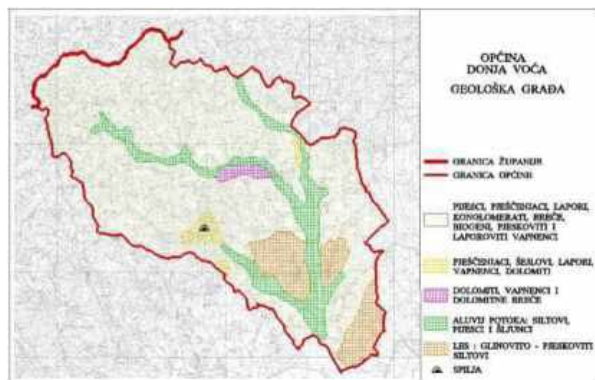 OPĆINA
DONJA VOĆA
GEOLOŠKA GRAĐA
GRANICA ŽUPANIJE
GRANICA OPĆINE
PIJESCI, PJEŠČENJACI, LAPORI,
KONGLOMERATI, BREČE,
BIOGENI, PJESKOVITI I
LAPOROVITI VAPNENCI
PJEŠČENJACI, ŠEJLOVI, LAPORI,
VAPNENCI, DOLOMITI
DOLOMITI, VAPNENCI I
DOLOMITNE BREČE
ALUVIJ POTOKA: SILTOVI,
PIJESCI I ŠLJUNCI
LES : GLINOVITO - PJESKOVITI
SILTOVI
SPILJA